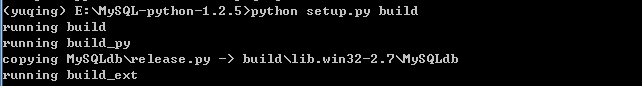 (yuqing) E:\MySQL-python-1.2.5>python setup.py build
running build
running build_py
copying MySQLdb\release.py -> build\lib.win32-2.7\MySQLdb
running build_ext